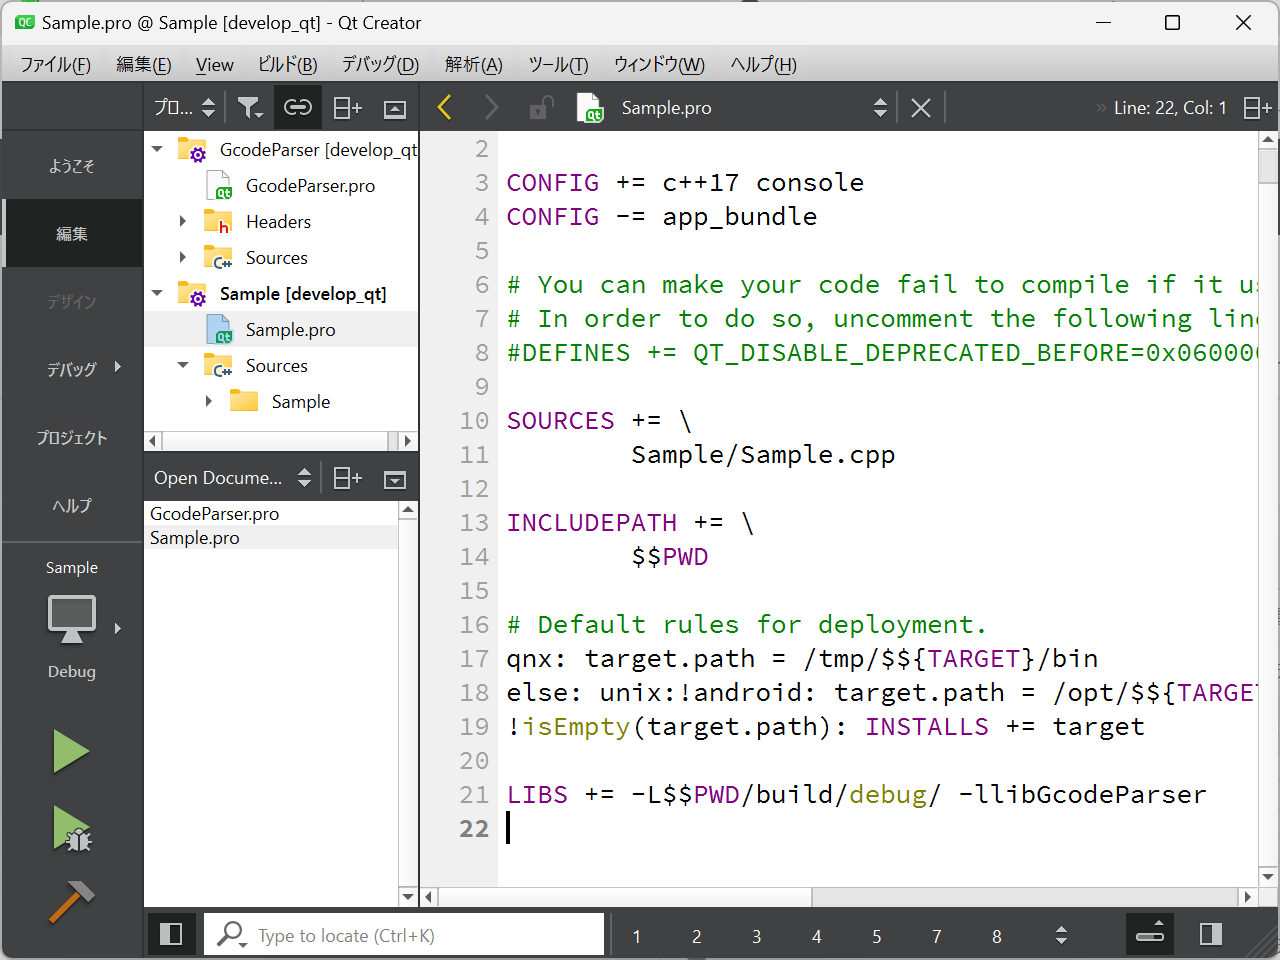 Sample.pro @ Sample [develop_qt] - Qt Creator
ファイル(F) 編集(E) View ビルド(B) デバッグ(D) 解析(A) ツール(T) ウィンドウ(W) ヘルプ(H)
プロ...
Sample.pro
Line: 22, Col: 1
ようこそ
編集
デザイン
デバッグ
プロジェクト
ヘルプ
Sample
Debug
GcodeParser [develop_qt
GcodeParser.pro
Headers
Sources
Sample [develop_qt]
Sample.pro
Sources
Sample
Open Docume...
GcodeParser.pro
Sample.pro
2
3 CONFIG += c++17 console
4 CONFIG -= app_bundle
5
6 # You can make your code fail to compile if it us
7 # In order to do so, uncomment the following line
8 #DEFINES += QT_DISABLE_DEPRECATED_BEFORE=0x060000
9
10 SOURCES += \
11 Sample/Sample.cpp
12
13 INCLUDEPATH += \
14 $$PWD
15
16 # Default rules for deployment.
17 qnx: target.path = /tmp/$${TARGET}/bin
18 else: unix:!android: target.path = /opt/$${TARGET
19 !isEmpty(target.path): INSTALLS += target
20
21 LIBS += -L$$PWD/build/debug/ -llibGcodeParser
22
Type to locate (Ctrl+K)
1 2 3 4 5 7 8